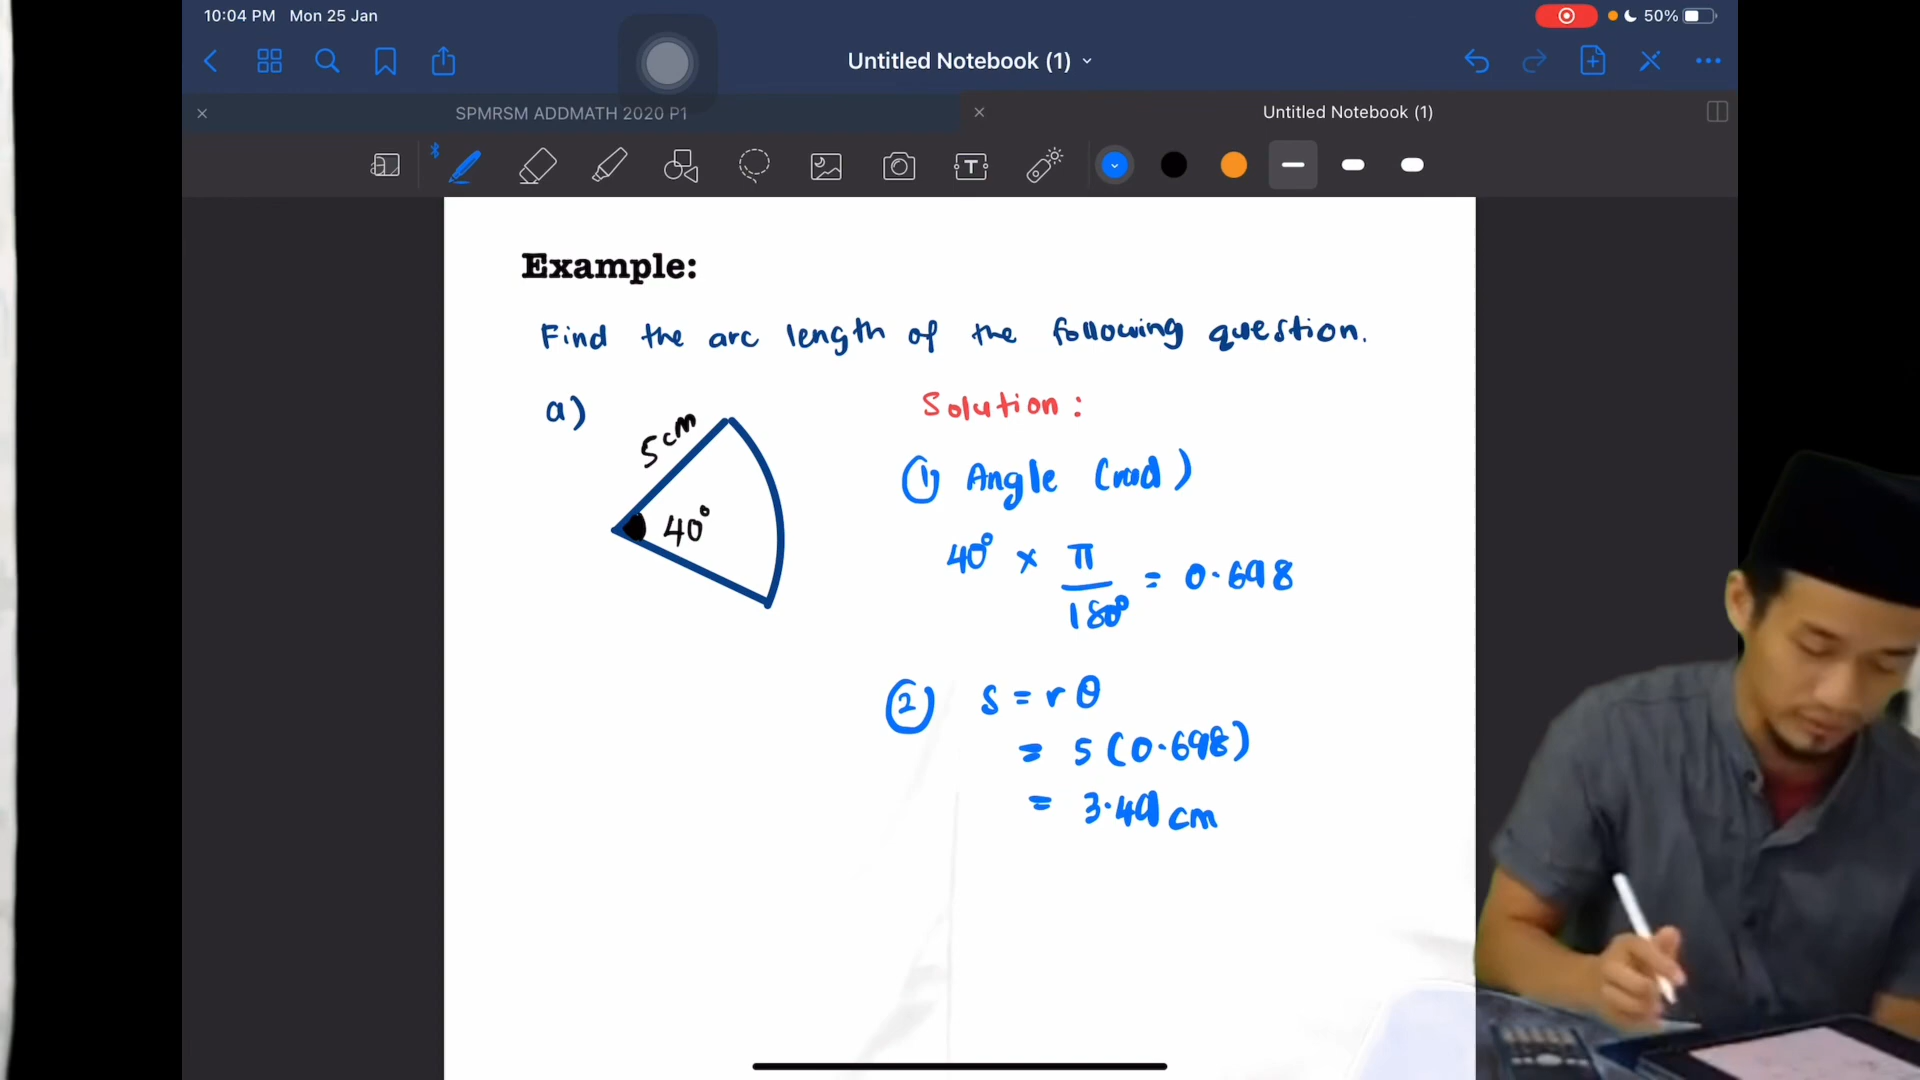 10:04 PM Mon 25 Jan
50%
Untitled Notebook (1)
SPMRSM ADDMATH 2020 P1
Untitled Notebook (1)
T
Example:
Find the arc length of the following question.
a)
5cm
40°
Solution:
① Angle (rad)
40° × π/180° = 0.698
② s = rθ
= 5(0.698)
= 3.49 cm